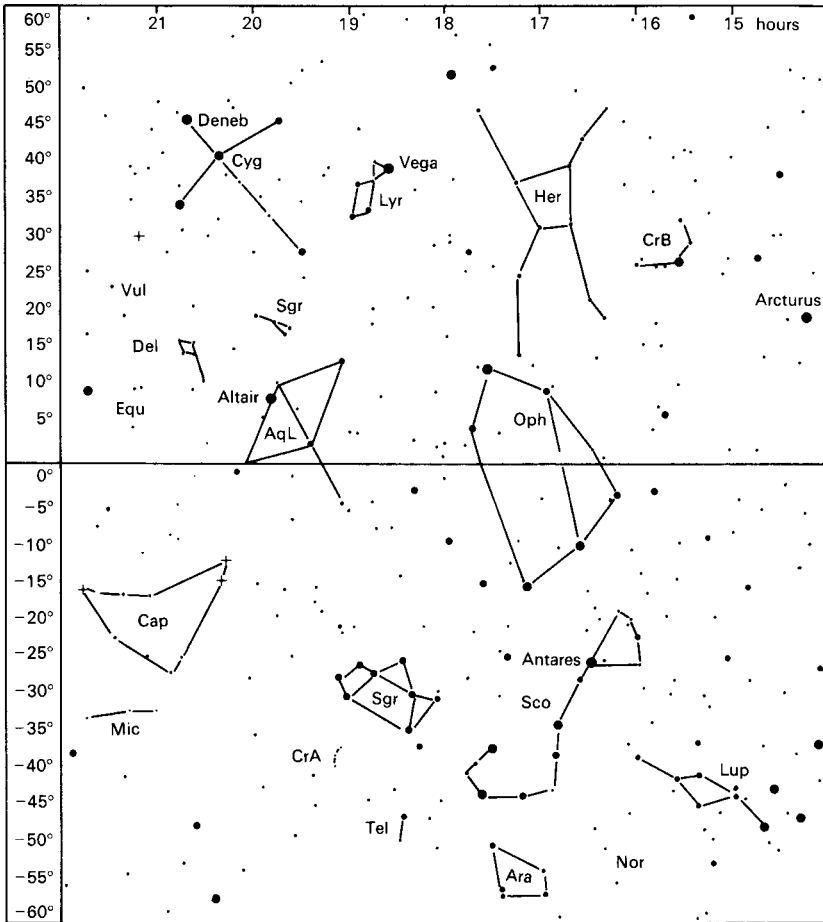 60° 21 20 19 18 17 16 15 hours
55°
50°
45° Deneb
40° Cyg Vega
35° Lyr Her
30° CrB
25°
Vul
20° Sgr Arcturus
15° Del
10° Altair
Equ Oph
5° AqL
0°
−5°
−10°
−15°
−20° Cap
−25° Antares
−30° Sgr Sco
−35° Mic
−40° CrA Lup
−45°
−50° Tel
Nor
−55° Ara
−60°